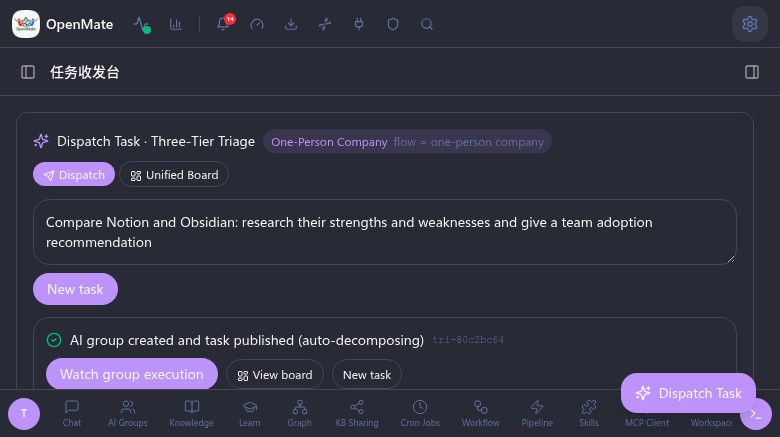 OpenMate
14
任务收发台
Dispatch Task · Three-Tier Triage
One-Person Company flow = one-person company
Dispatch
Unified Board
Compare Notion and Obsidian: research their strengths and weaknesses and give a team adoption
recommendation
New task
AI group created and task published (auto-decomposing) tri-80c2bc64
Watch group execution
View board
New task
Dispatch Task
T
Chat
AI Groups
Knowledge
Learn
Graph
KB Sharing
Cron Jobs
Workflow
Pipeline
Skills
MCP Client
Workspace